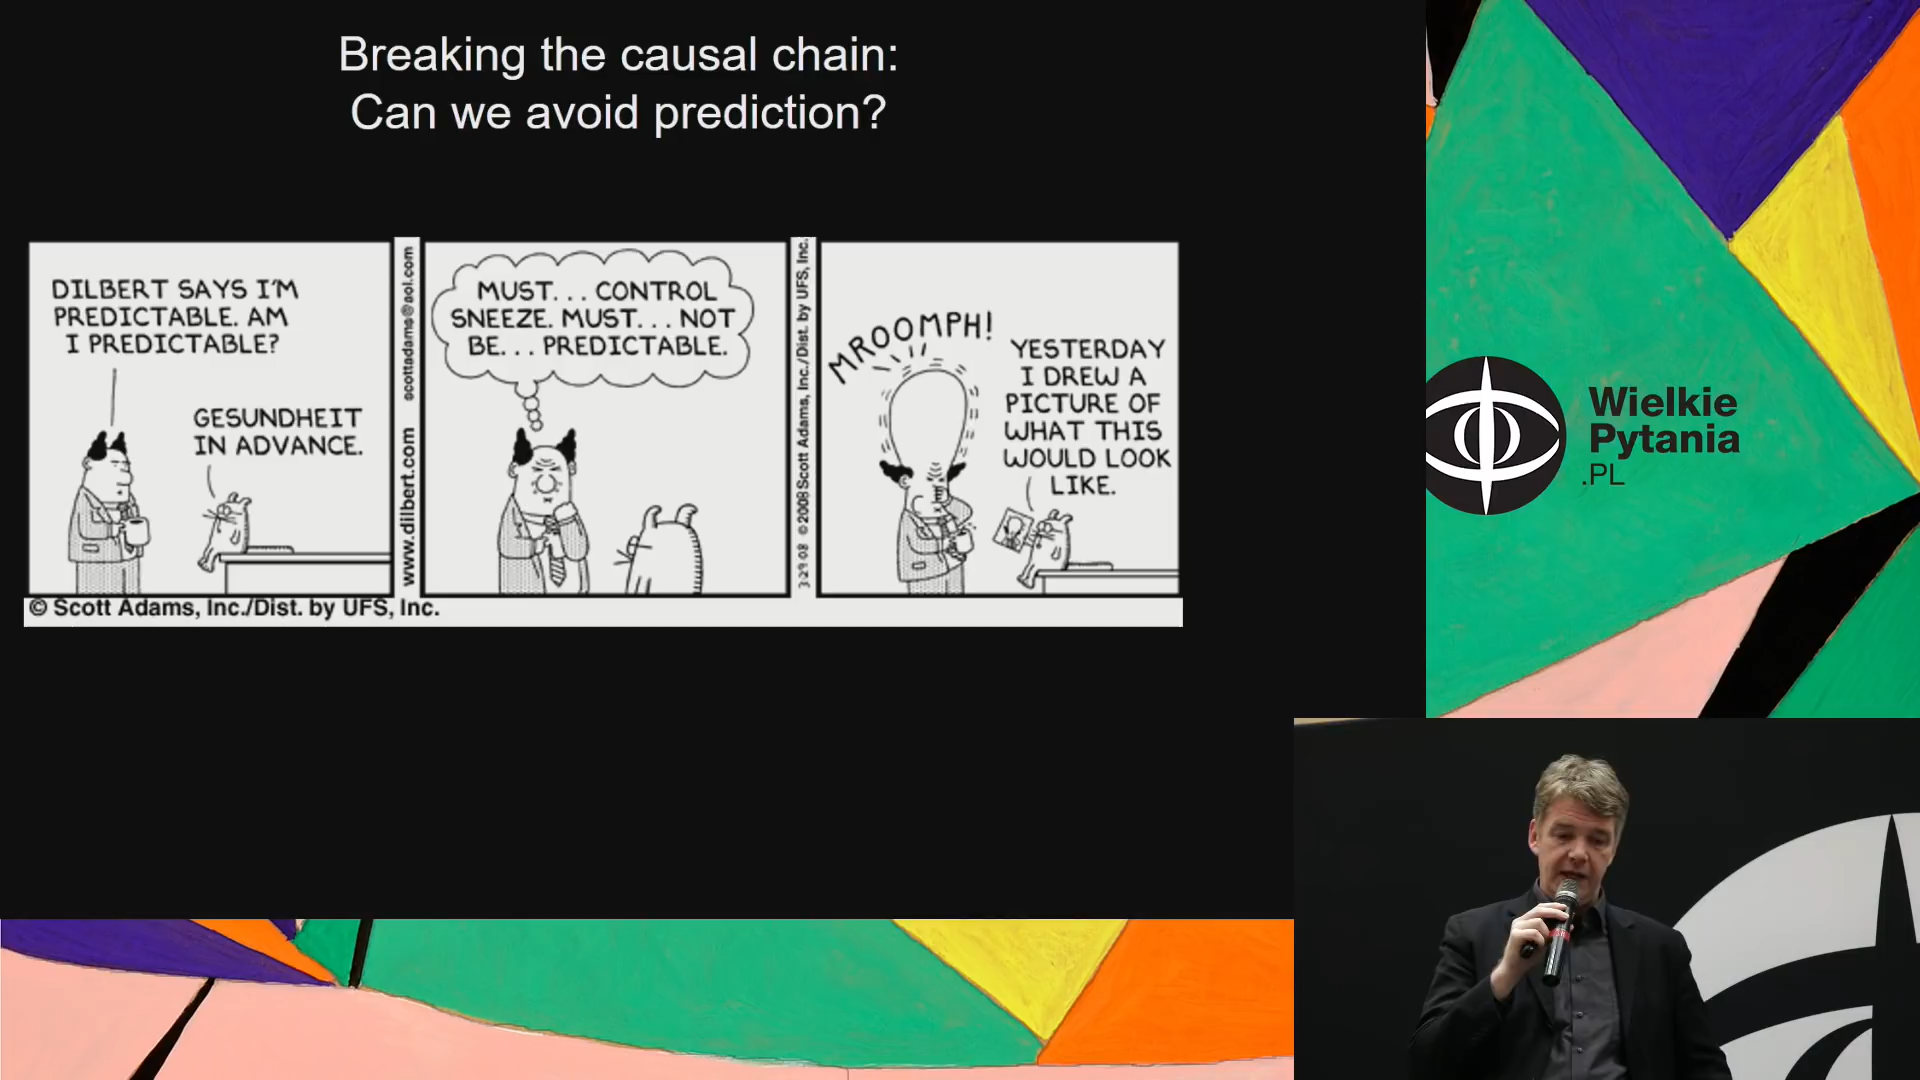 Breaking the causal chain:
Can we avoid prediction?
DILBERT SAYS I'M
PREDICTABLE. AM
I PREDICTABLE?
GESUNDHEIT
IN ADVANCE.
www.dilbert.com scottadams@aol.com
MUST... CONTROL
SNEEZE. MUST... NOT
BE... PREDICTABLE.
3-29-08 © 2008 Scott Adams, Inc./Dist. by UFS, Inc.
MROOMPH!
YESTERDAY
I DREW A
PICTURE OF
WHAT THIS
WOULD LOOK
LIKE.
© Scott Adams, Inc./Dist. by UFS, Inc.
Wielkie
Pytania
.PL